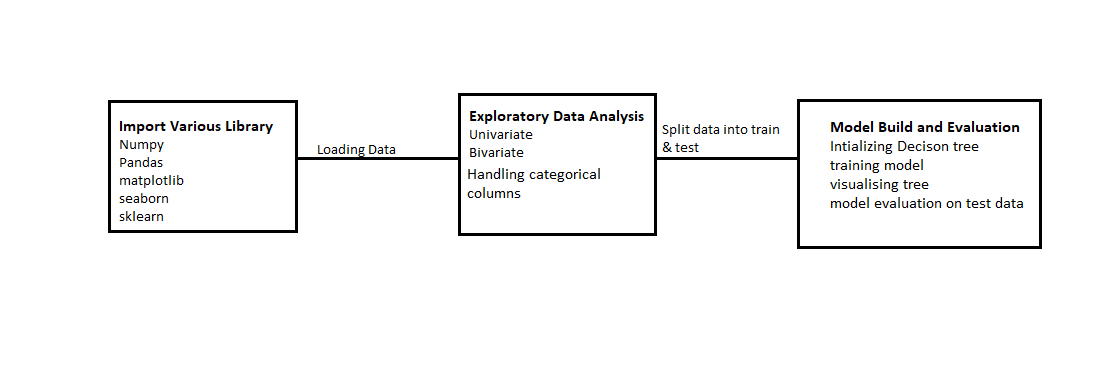 Import Various Library
Numpy
Pandas
matplotlib
seaborn
sklearn
Loading Data
Exploratory Data Analysis
Univariate
Bivariate
Handling categorical
columns
Split data into train
& test
Model Build and Evaluation
Intializing Decison tree
training model
visualising tree
model evaluation on test data